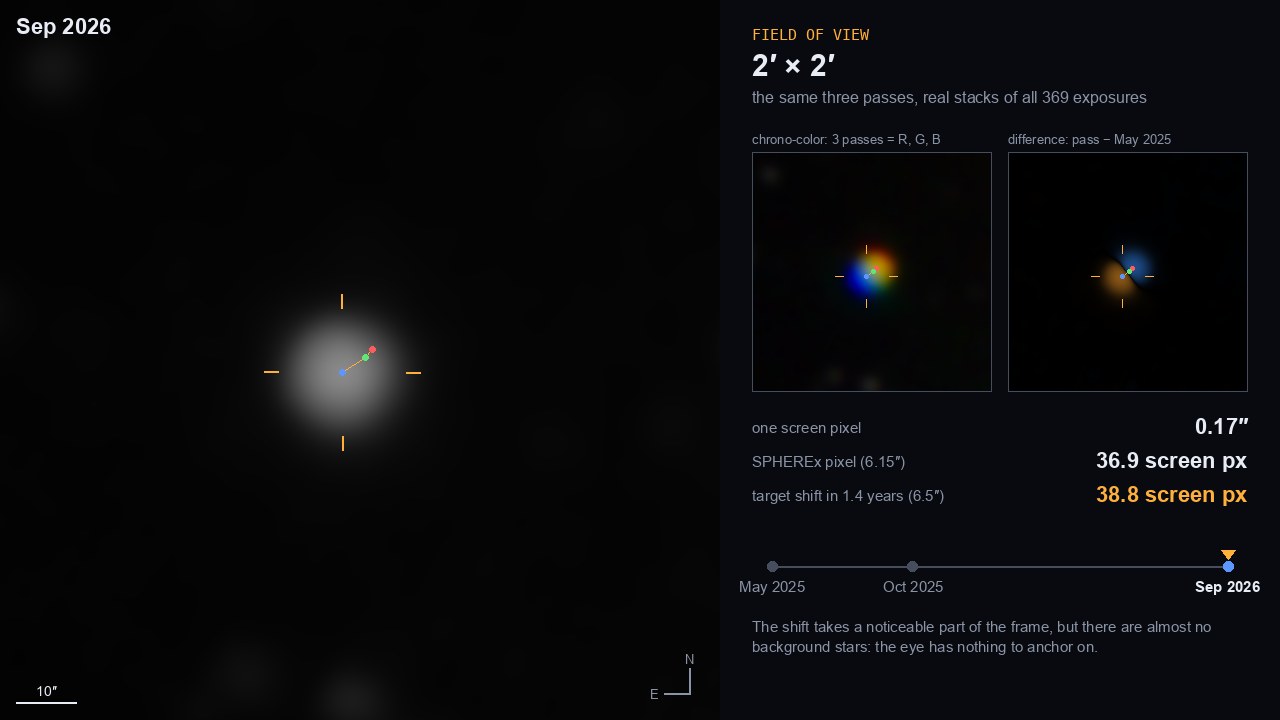 Sep 2026
FIELD OF VIEW
2′ × 2′
the same three passes, real stacks of all 369 exposures
chrono-color: 3 passes = R, G, B
difference: pass − May 2025
one screen pixel
0.17″
SPHEREx pixel (6.15″)
36.9 screen px
target shift in 1.4 years (6.5″)
38.8 screen px
May 2025
Oct 2025
Sep 2026
The shift takes a noticeable part of the frame, but there are almost no
background stars: the eye has nothing to anchor on.
N
E
10″